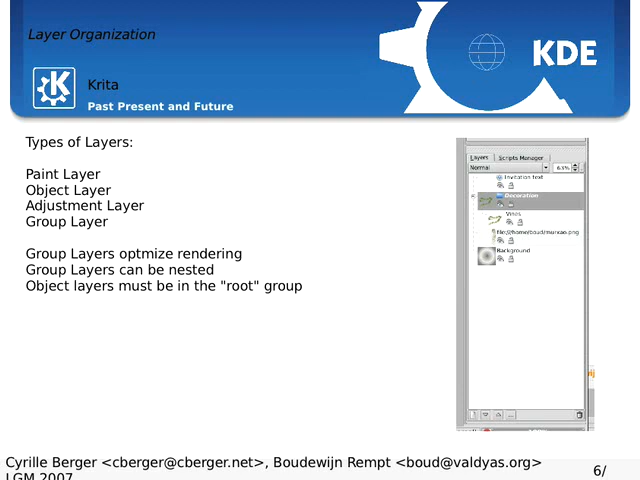 Layer Organization
KDE
Krita
Past Present and Future
Types of Layers:
Paint Layer
Object Layer
Adjustment Layer
Group Layer
Group Layers optmize rendering
Group Layers can be nested
Object layers must be in the "root" group
Layers Scripts Manager
Normal
Invitation text
Decoration
Vines
Background
Cyrille Berger <cberger@cberger.net>, Boudewijn Rempt <boud@valdyas.org>
LGM 2007
6/